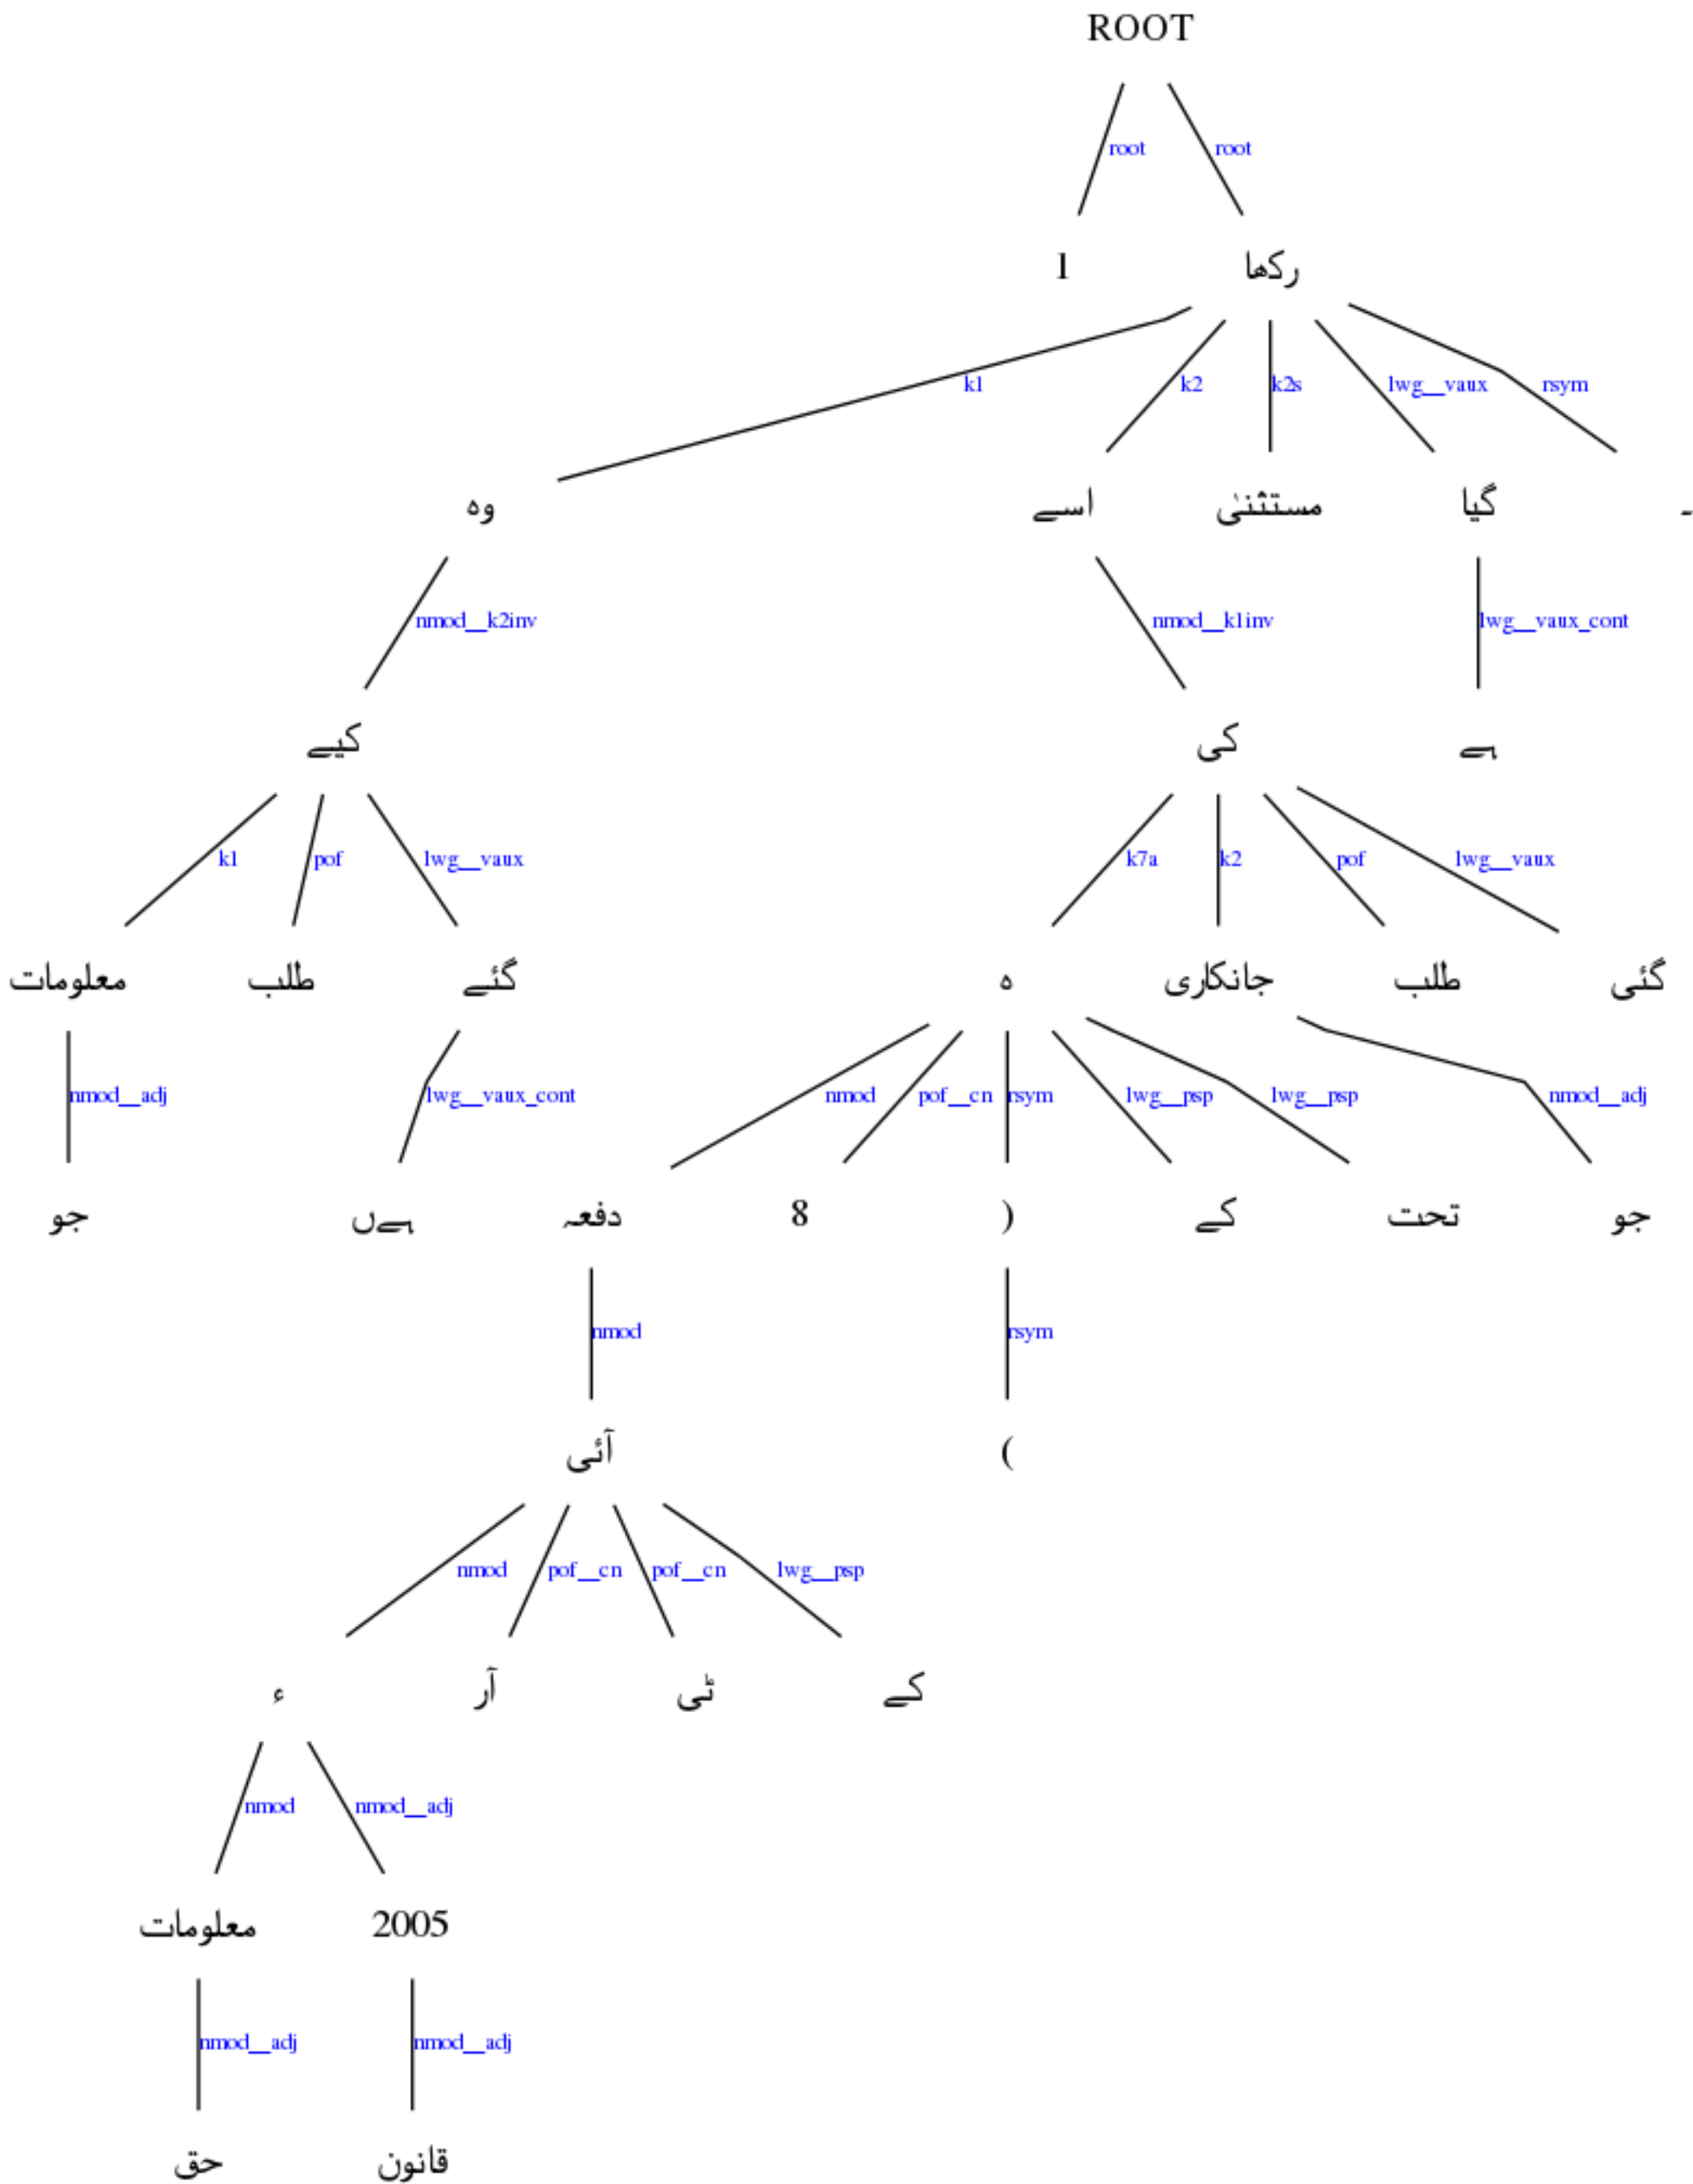 ROOT
root root
1 رکھا
k1 k2 k2s lwg__vaux rsym
وہ اسے مستثنیٰ گیا ۔
nmod__k2inv nmod__k1inv lwg__vaux_cont
کیے کی ہے
k1 pof lwg__vaux k7a k2 pof lwg__vaux
معلومات طلب گئے ہ جانکاری طلب گئی
nmod__adj lwg__vaux_cont nmod pof__cn rsym lwg__psp lwg__psp nmod__adj
جو ہےں دفعہ 8 ) کے تحت جو
nmod rsym
آئی (
nmod pof__cn pof__cn lwg__psp
ء آر ٹی کے
nmod nmod__adj
معلومات 2005
nmod__adj nmod__adj
حق قانون